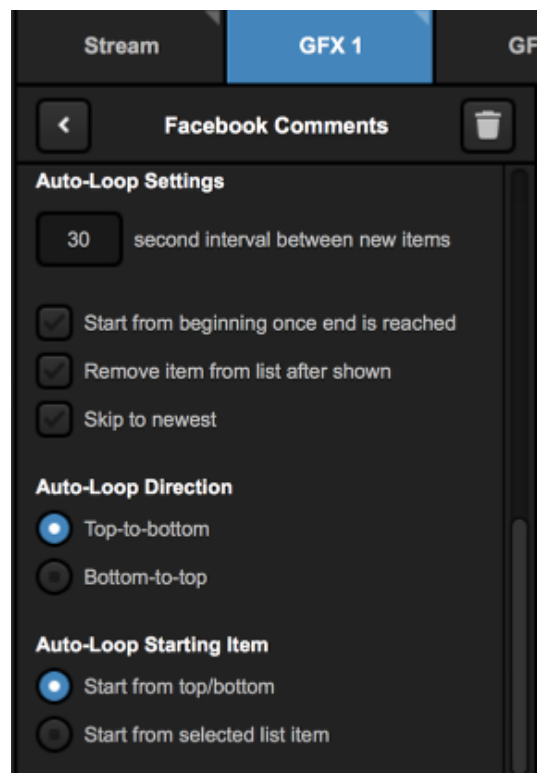 Stream GFX 1 GF
Facebook Comments
Auto-Loop Settings
30 second interval between new items
Start from beginning once end is reached
Remove item from list after shown
Skip to newest
Auto-Loop Direction
Top-to-bottom
Bottom-to-top
Auto-Loop Starting Item
Start from top/bottom
Start from selected list item